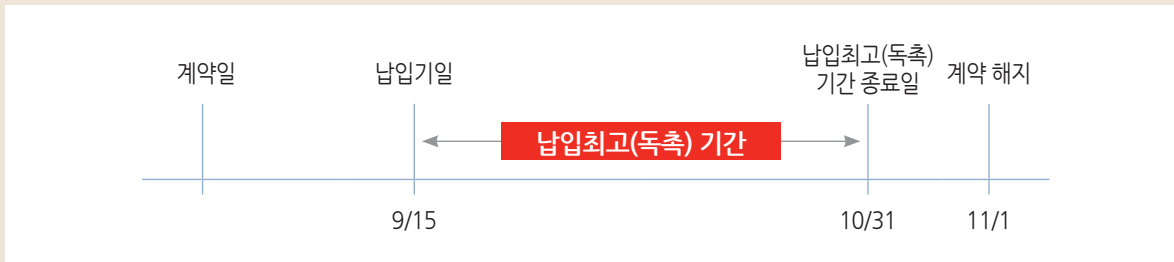 계약일
납입기일
납입최고(독촉)
기간 종료일
계약 해지
납입최고(독촉) 기간
9/15
10/31
11/1